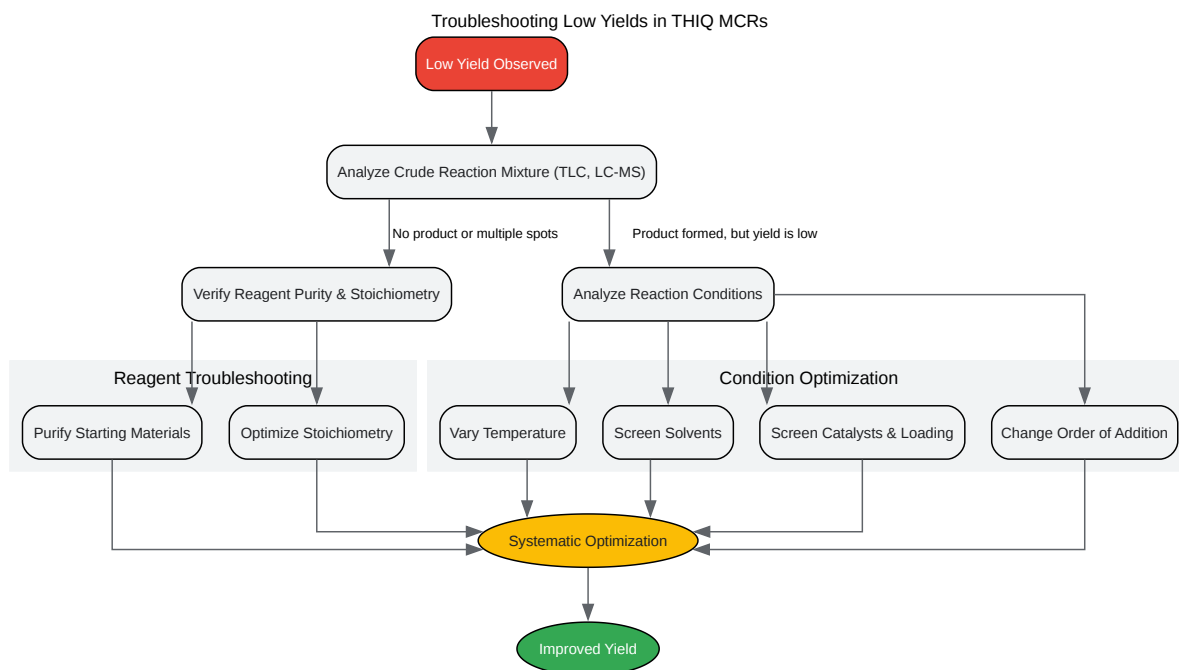 Troubleshooting Low Yields in THIQ MCRs
Low Yield Observed
Analyze Crude Reaction Mixture (TLC, LC-MS)
No product or multiple spots
Product formed, but yield is low
Verify Reagent Purity & Stoichiometry
Analyze Reaction Conditions
Reagent Troubleshooting
Condition Optimization
Purify Starting Materials
Optimize Stoichiometry
Vary Temperature
Screen Solvents
Screen Catalysts & Loading
Change Order of Addition
Systematic Optimization
Improved Yield